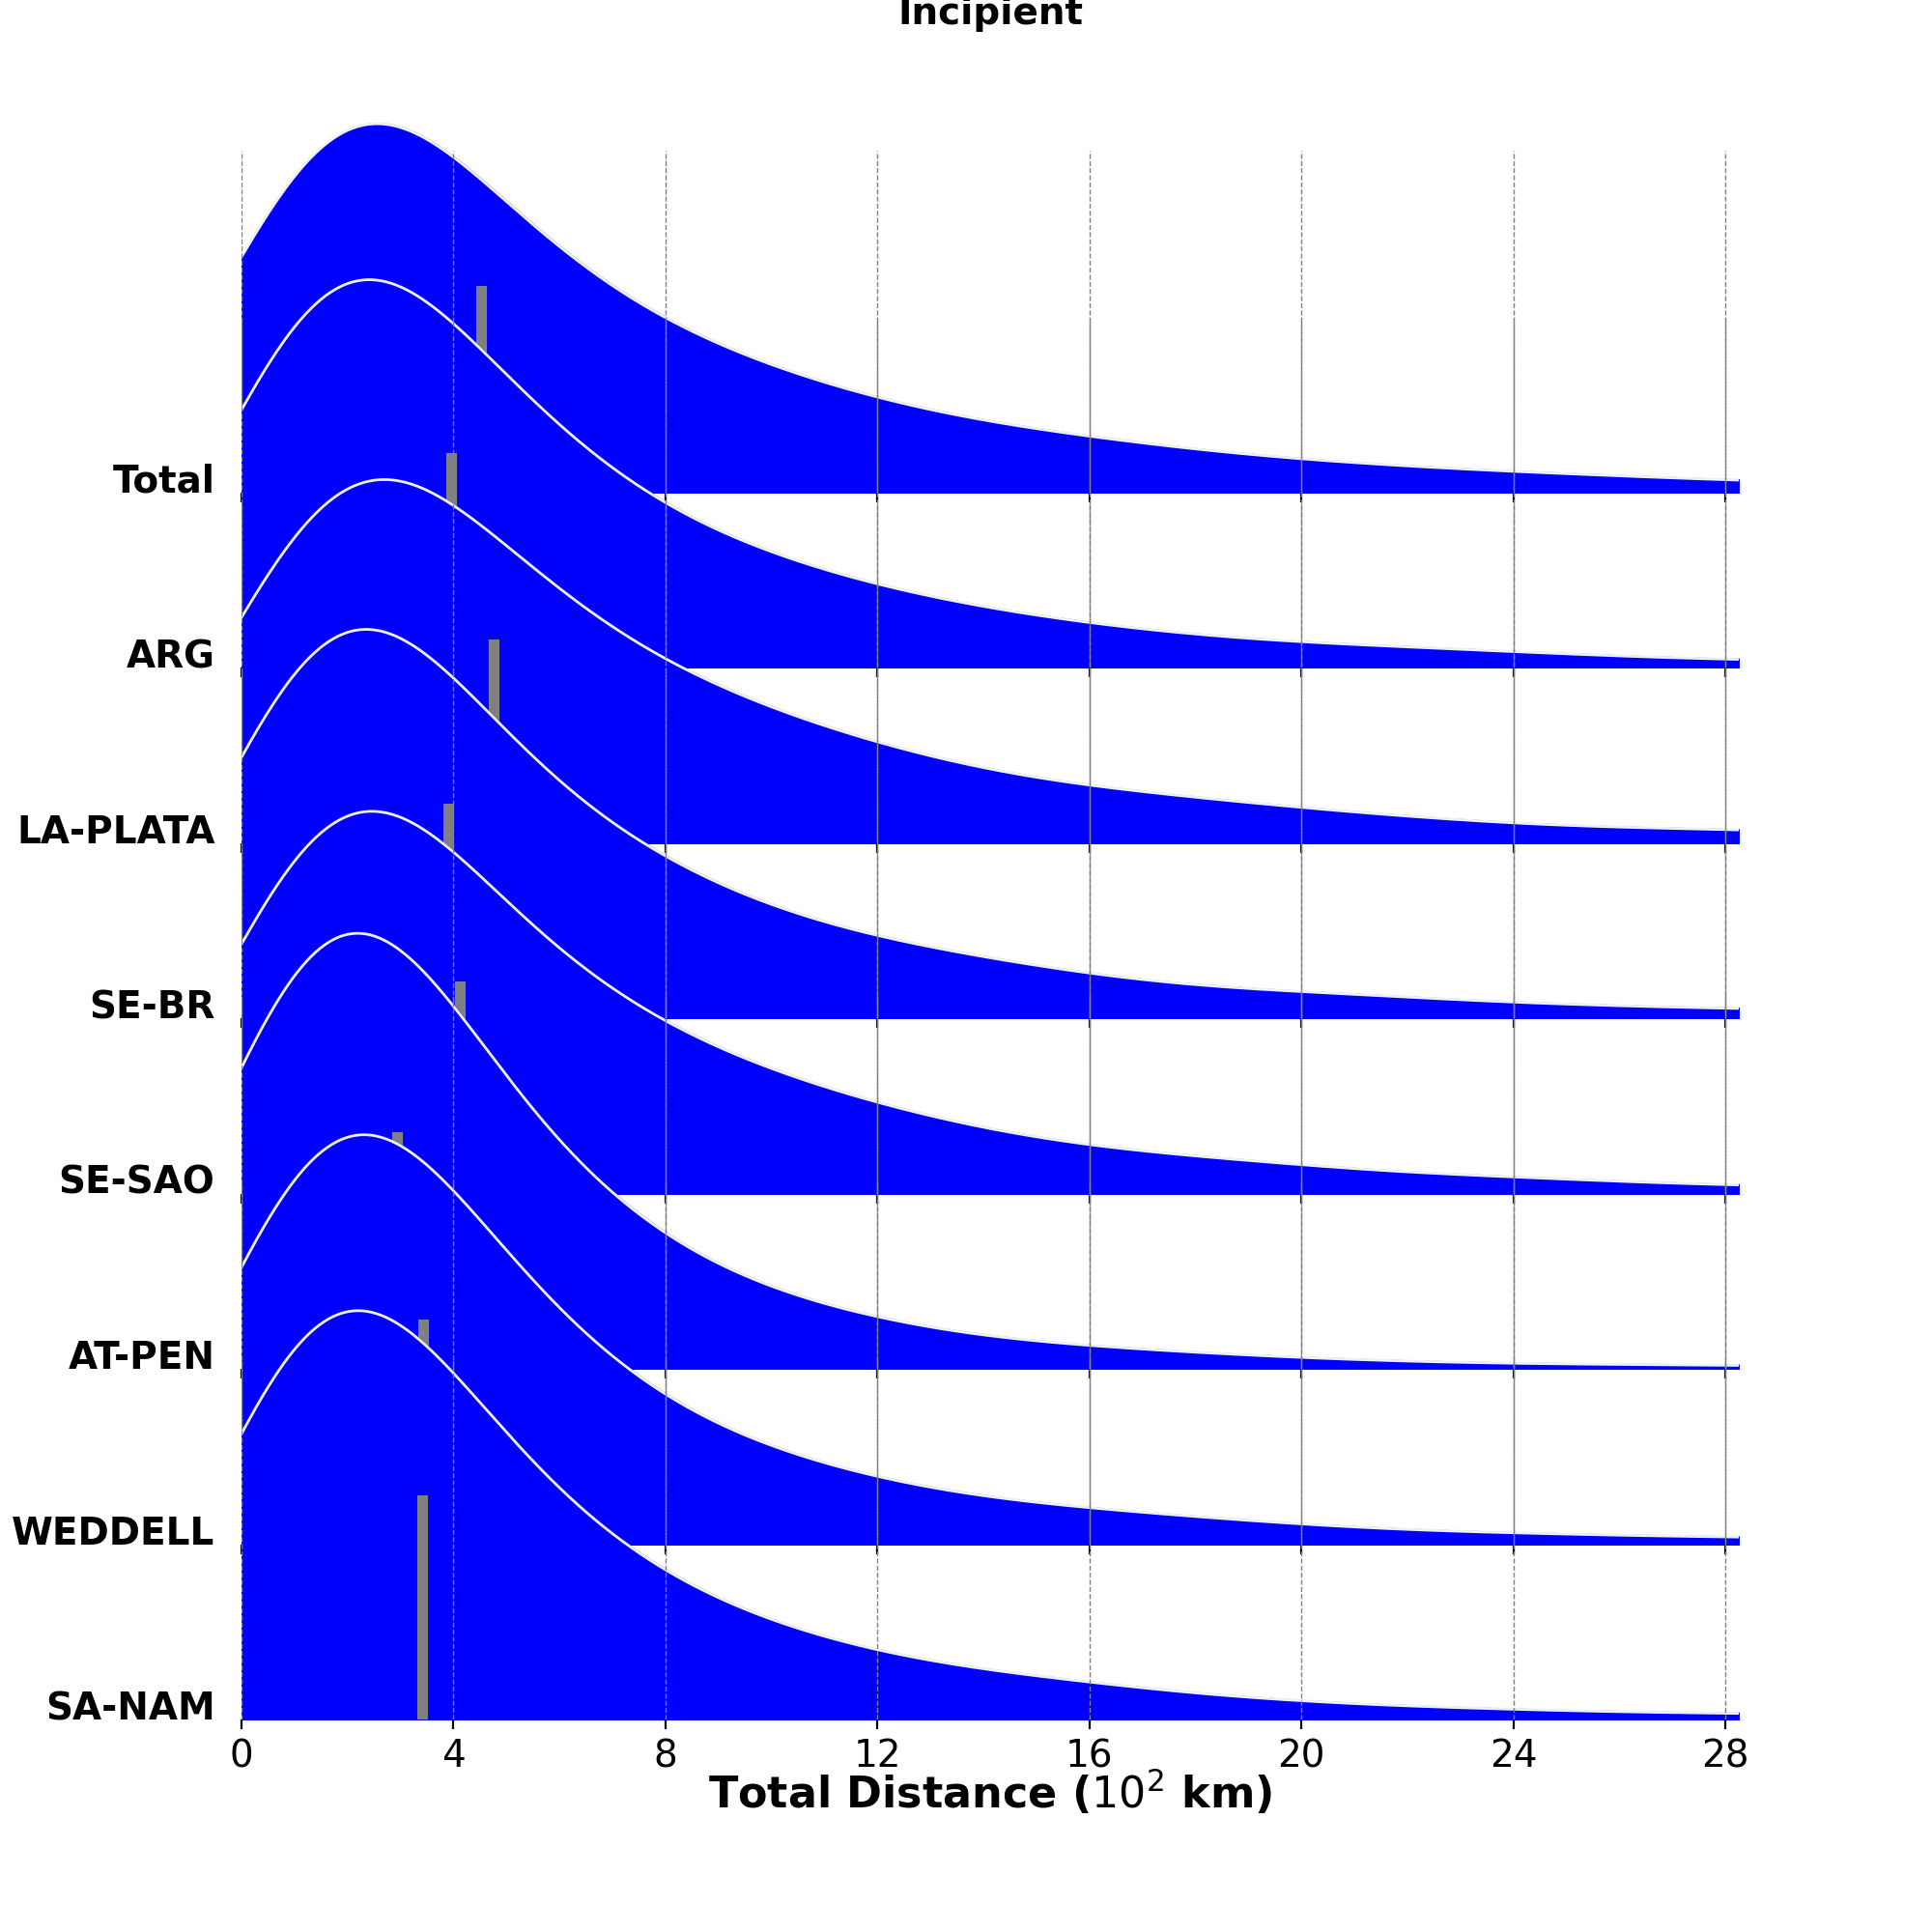 Incipient
Total
ARG
LA-PLATA
SE-BR
SE-SAO
AT-PEN
WEDDELL
SA-NAM
0 4 8 12 16 20 24 28
Total Distance (10² km)